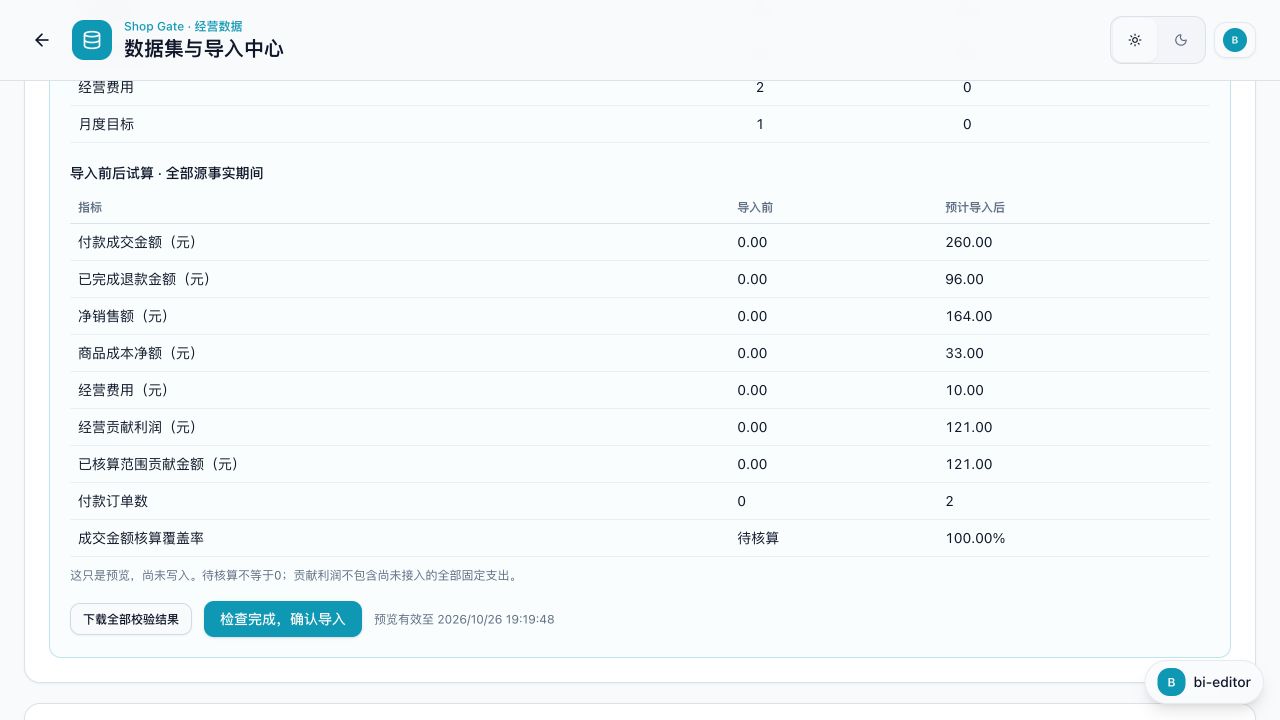 Shop Gate · 经营数据
数据集与导入中心
B
经营费用 2 0
月度目标 1 0
导入前后试算 · 全部源事实期间
指标 导入前 预计导入后
付款成交金额（元） 0.00 260.00
已完成退款金额（元） 0.00 96.00
净销售额（元） 0.00 164.00
商品成本净额（元） 0.00 33.00
经营费用（元） 0.00 10.00
经营贡献利润（元） 0.00 121.00
已核算范围贡献金额（元） 0.00 121.00
付款订单数 0 2
成交金额核算覆盖率 待核算 100.00%
这只是预览，尚未写入。待核算不等于0；贡献利润不包含尚未接入的全部固定支出。
下载全部校验结果 检查完成，确认导入 预览有效至 2026/10/26 19:19:48
B bi-editor